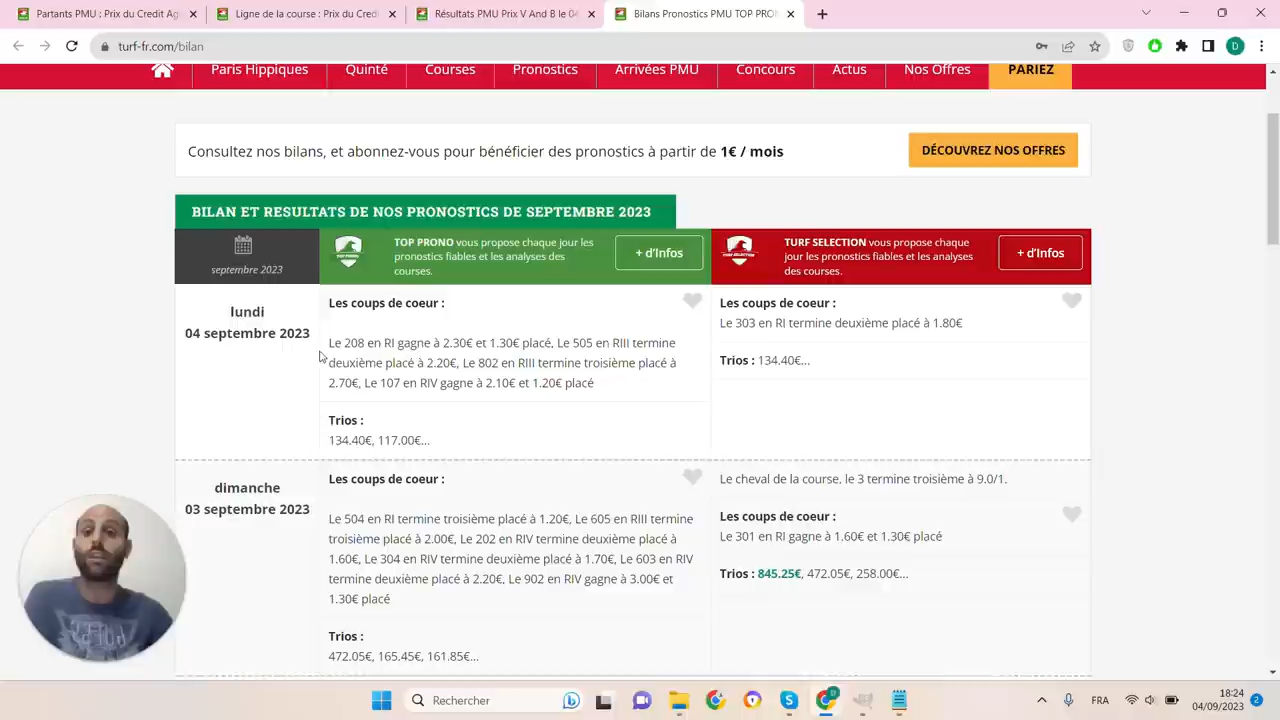 Partants PMU : Prix du Credit Ag
Ligne de la course : Prix du Cred
Résultats PMU Prix V And B le 04
Bilans Pronostics PMU TOP PRON
turf-fr.com/bilan
Paris Hippiques
Quinté
Courses
Pronostics
Arrivées PMU
Concours
Actus
Nos Offres
PARIEZ
Consultez nos bilans, et abonnez-vous pour bénéficier des pronostics à partir de 1€ / mois
DÉCOUVREZ NOS OFFRES
BILAN ET RESULTATS DE NOS PRONOSTICS DE SEPTEMBRE 2023
septembre 2023
TOP PRONO vous propose chaque jour les
pronostics fiables et les analyses des
courses.
+ d'Infos
TURF SELECTION vous propose chaque
jour les pronostics fiables et les analyses
des courses.
+ d'Infos
lundi
04 septembre 2023
Les coups de coeur :
Le 208 en RI gagne à 2.30€ et 1.30€ placé, Le 505 en RIII termine
deuxième placé à 2.20€, Le 802 en RIII termine troisième placé à
2.70€, Le 107 en RIV gagne à 2.10€ et 1.20€ placé
Trios :
134.40€, 117.00€...
Les coups de coeur :
Le 303 en RI termine deuxième placé à 1.80€
Trios : 134.40€...
dimanche
03 septembre 2023
Les coups de coeur :
Le 504 en RI termine troisième placé à 1.20€, Le 605 en RIII termine
troisième placé à 2.00€, Le 202 en RIV termine deuxième placé à
1.60€, Le 304 en RIV termine deuxième placé à 1.70€, Le 603 en RIV
termine deuxième placé à 2.20€, Le 902 en RIV gagne à 3.00€ et
1.30€ placé
Trios :
472.05€, 165.45€, 161.85€...
Le cheval de la course, le 3 termine troisième à 9.0/1.
Les coups de coeur :
Le 301 en RI gagne à 1.60€ et 1.30€ placé
Trios : 845.25€, 472.05€, 258.00€...
Rechercher
FRA
18:24
04/09/2023
2